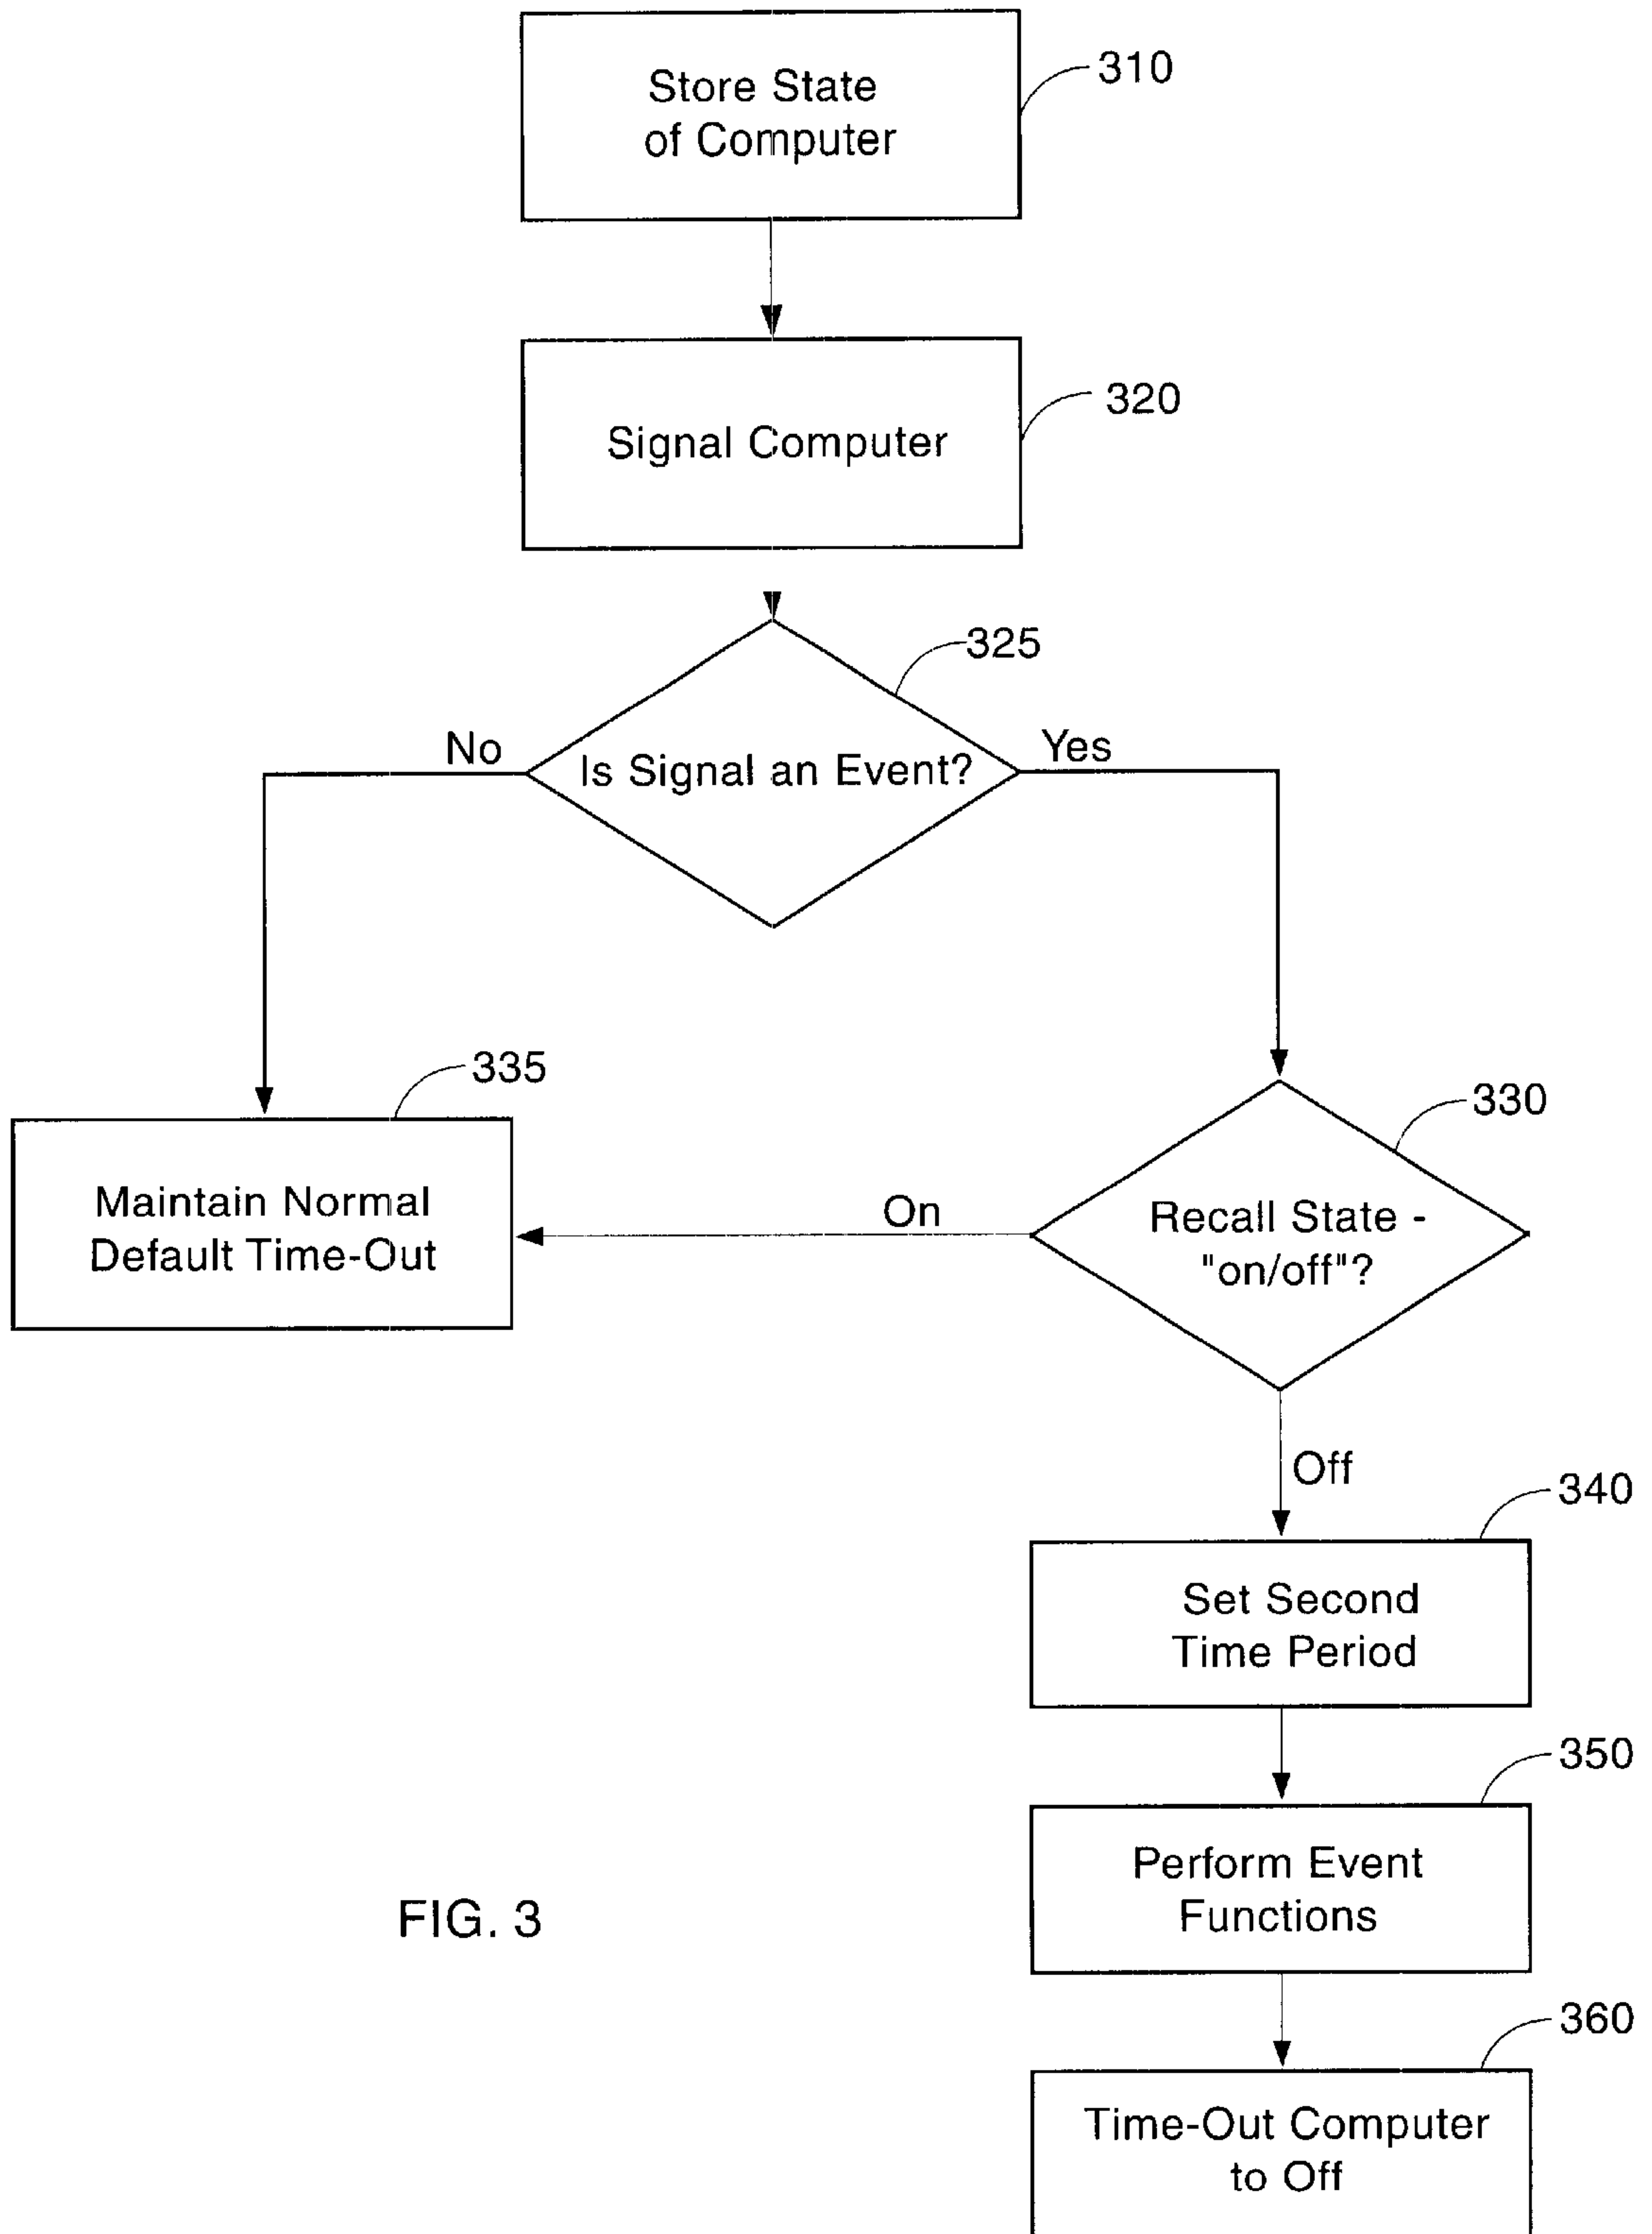 Store State
of Computer
310
Signal Computer
320
325
No
Is Signal an Event?
Yes
335
330
Maintain Normal
Default Time-Out
On
Recall State -
"on/off"?
Off
340
Set Second
Time Period
350
Perform Event
Functions
FIG. 3
360
Time-Out Computer
to Off